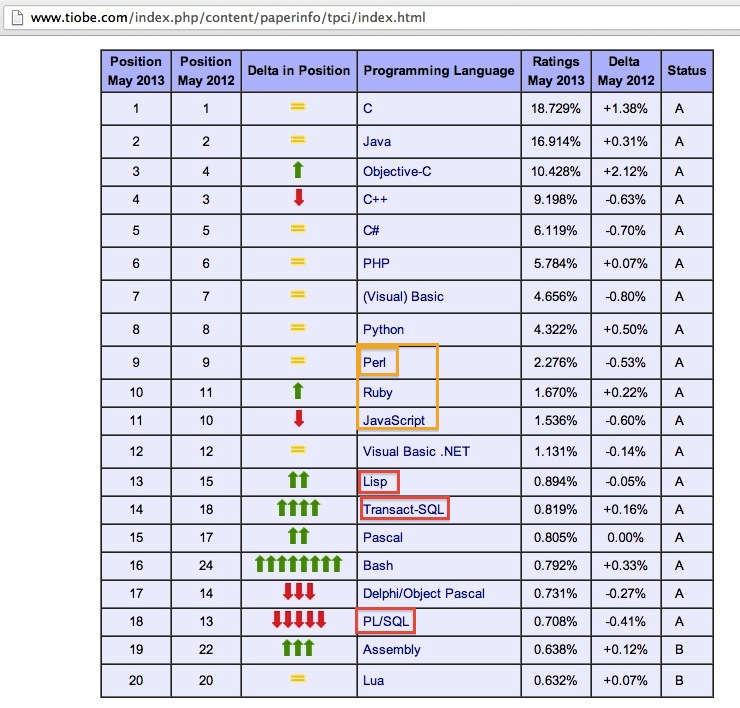 www.tiobe.com/index.php/content/paperinfo/tpci/index.html
Position May 2013 Position May 2012 Delta in Position Programming Language Ratings May 2013 Delta May 2012 Status
1 1 = C 18.729% +1.38% A
2 2 = Java 16.914% +0.31% A
3 4 Objective-C 10.428% +2.12% A
4 3 C++ 9.198% -0.63% A
5 5 = C# 6.119% -0.70% A
6 6 = PHP 5.784% +0.07% A
7 7 = (Visual) Basic 4.656% -0.80% A
8 8 = Python 4.322% +0.50% A
9 9 = Perl 2.276% -0.53% A
10 11 Ruby 1.670% +0.22% A
11 10 JavaScript 1.536% -0.60% A
12 12 = Visual Basic .NET 1.131% -0.14% A
13 15 Lisp 0.894% -0.05% A
14 18 Transact-SQL 0.819% +0.16% A
15 17 Pascal 0.805% 0.00% A
16 24 Bash 0.792% +0.33% A
17 14 Delphi/Object Pascal 0.731% -0.27% A
18 13 PL/SQL 0.708% -0.41% A
19 22 Assembly 0.638% +0.12% B
20 20 = Lua 0.632% +0.07% B